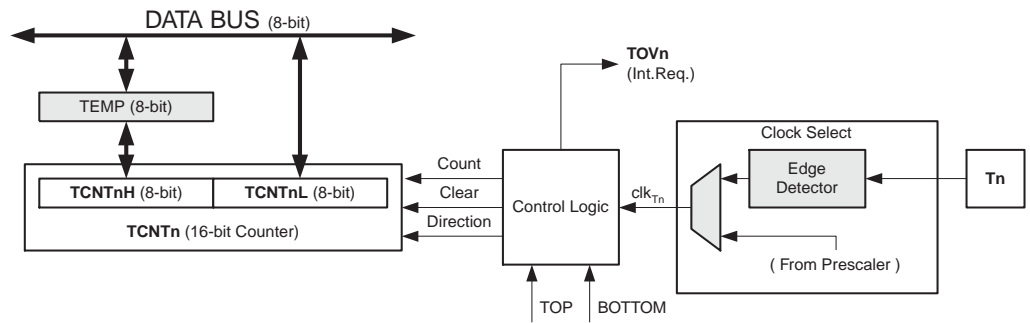 DATA BUS (8-bit)
TOVn
(Int.Req.)
TEMP (8-bit)
Clock Select
Count
Edge
Detector
Tn
TCNTnH (8-bit) TCNTnL (8-bit)
Clear
Control Logic
clkTn
TCNTn (16-bit Counter)
Direction
( From Prescaler )
TOP
BOTTOM